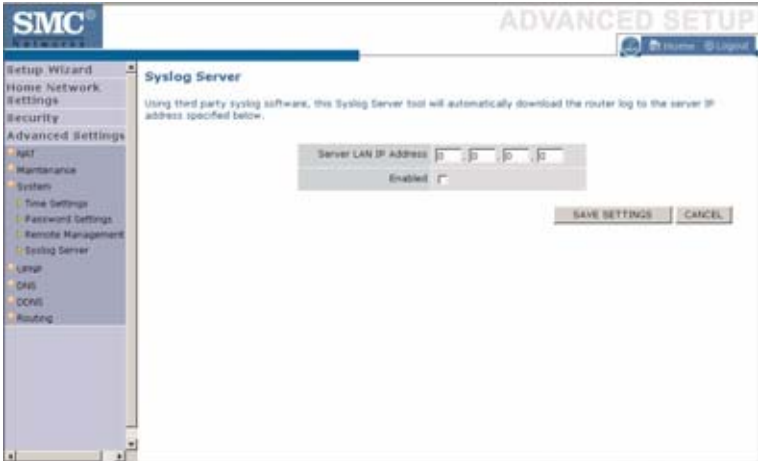 SMC®
Networks
ADVANCED SETUP
Home Logout
Setup Wizard
Home Network
Settings
Security
Advanced Settings
NAT
Maintenance
System
Time Settings
Password Settings
Remote Management
Syslog Server
UPNP
DNS
DDNS
Routing
Syslog Server
Using third party syslog software, this Syslog Server tool will automatically download the router log to the server IP
address specified below.
Server LAN IP Address 0 . 0 . 0 . 0
Enabled
SAVE SETTINGS CANCEL